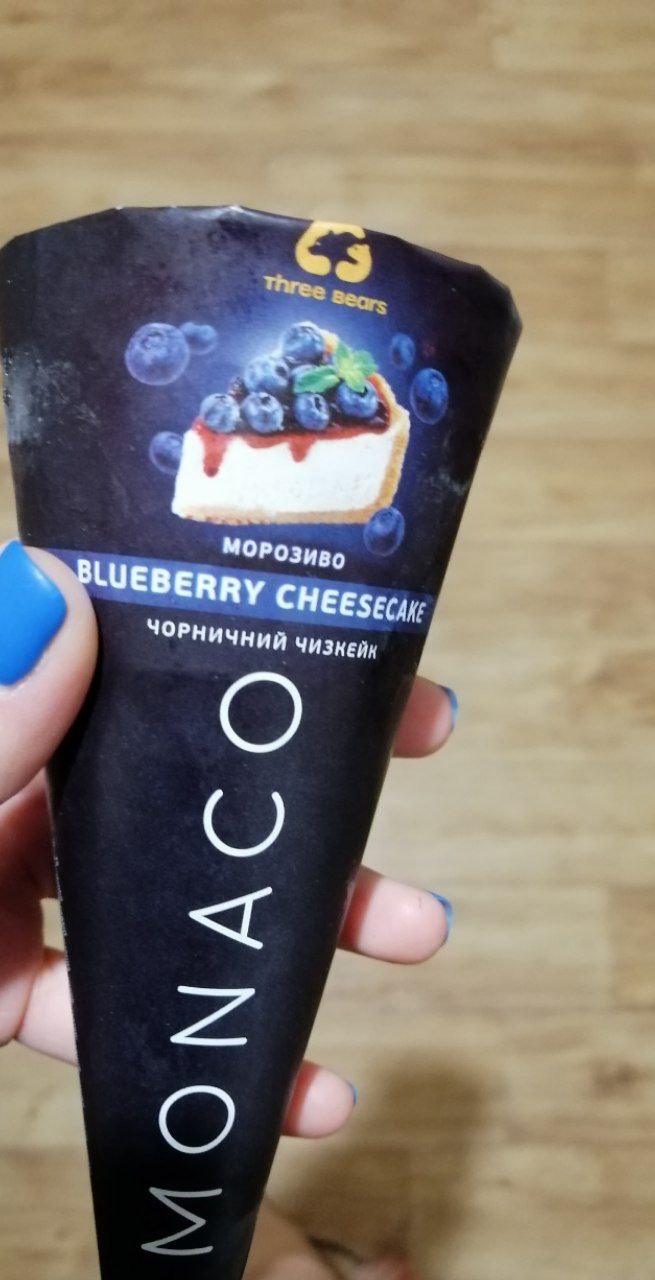 Three Bears
МОРОЗИВО
BLUEBERRY CHEESECAKE
ЧОРНИЧНИЙ ЧИЗКЕЙК
MONACO